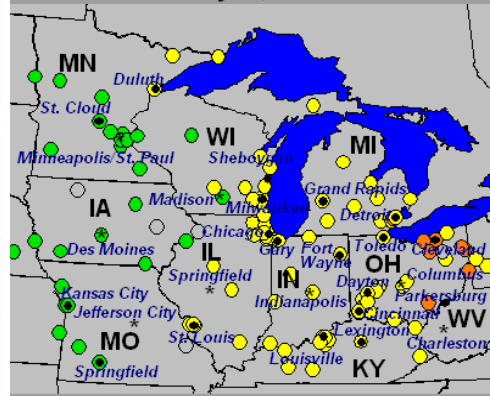 MN
Duluth
St. Cloud
WI
Minneapolis/St. Paul
Sheboygan
MI
Madison
Grand Rapids
IA
Milwaukee
Detroit
Des Moines
Chicago
Gary
Fort
Wayne
Toledo
Cleveland
IL
Springfield
IN
OH
Dayton
Columbus
Kansas City
Indianapolis
Parkersburg
Jefferson City
Cincinnati
WV
MO
St. Louis
Lexington
Charleston
Louisville
Springfield
KY